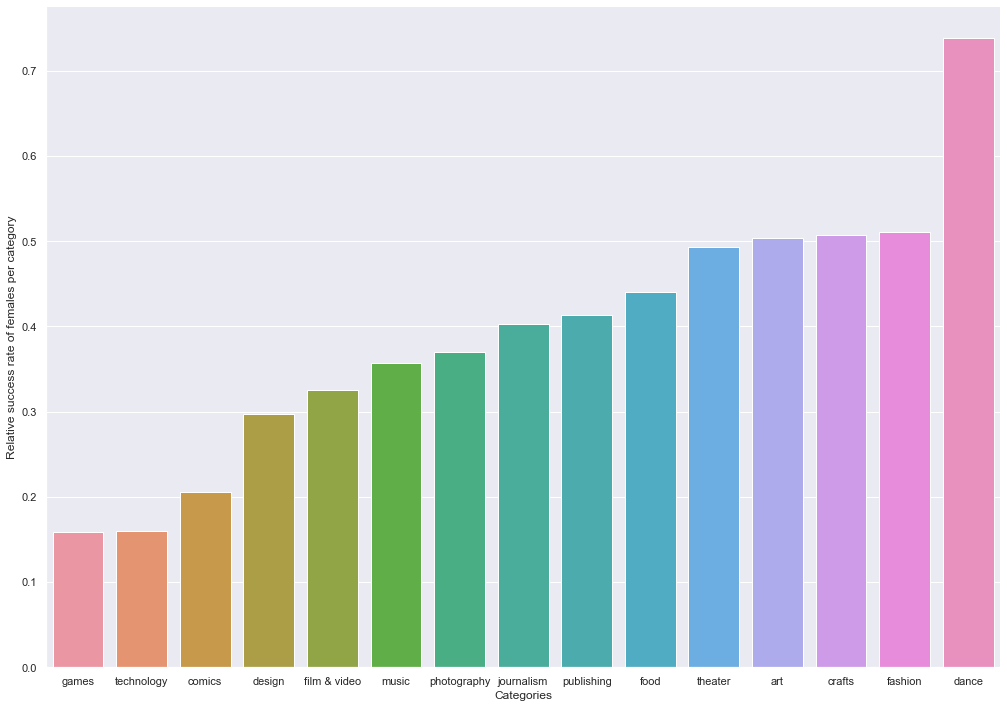 Relative success rate of females per category
0.7
0.6
0.5
0.4
0.3
0.2
0.1
0.0
games technology comics design film & video music photography journalism publishing food theater art crafts fashion dance
Categories